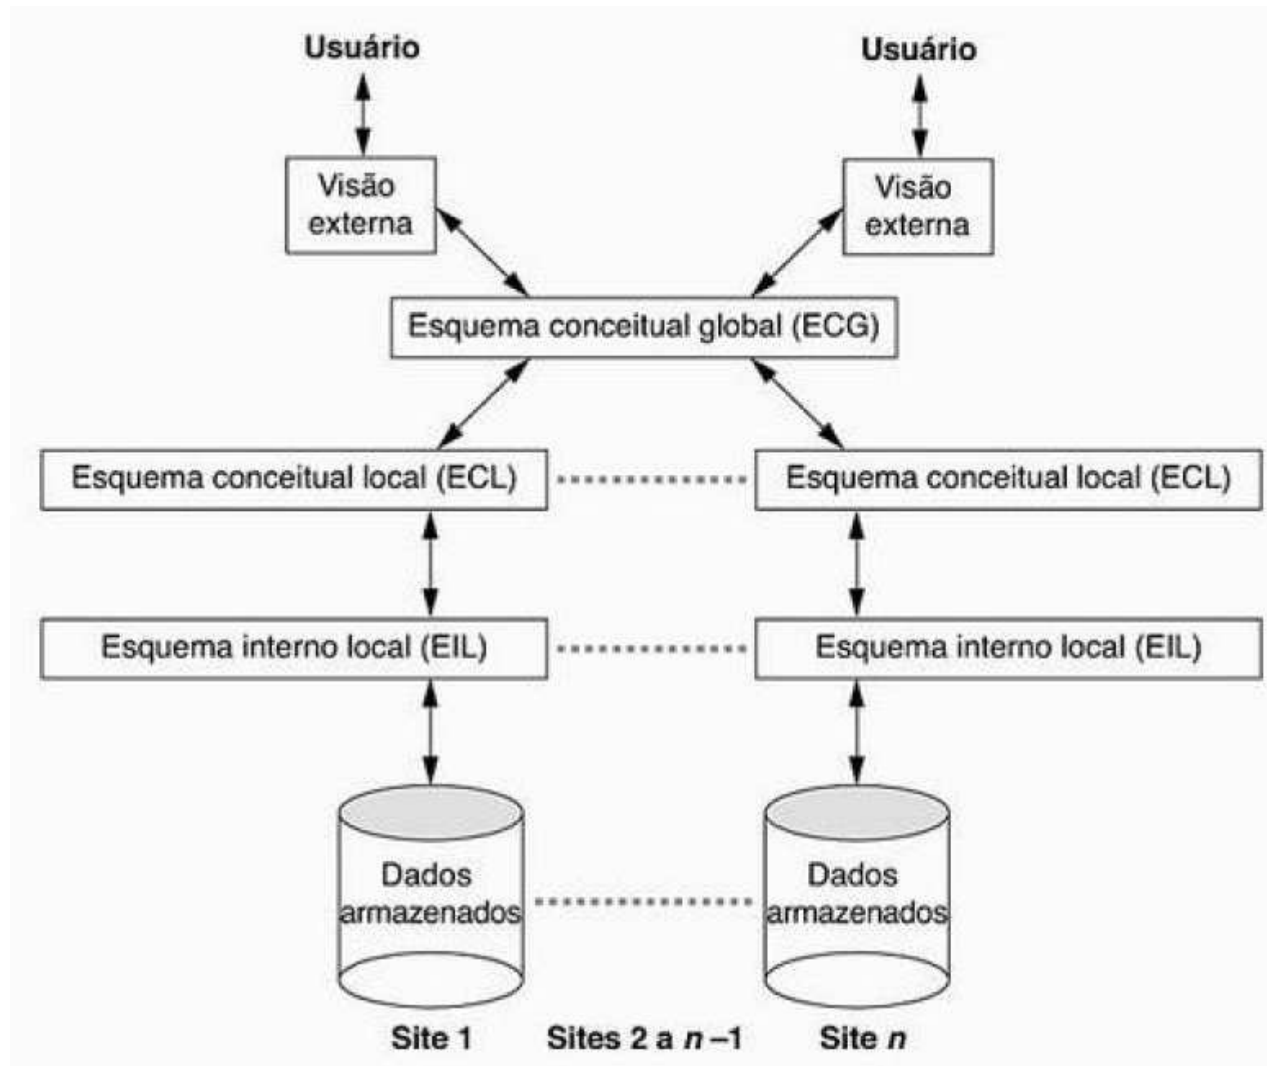 Usuário
Usuário
Visão
externa
Visão
externa
Esquema conceitual global (ECG)
Esquema conceitual local (ECL)
Esquema conceitual local (ECL)
Esquema interno local (EIL)
Esquema interno local (EIL)
Dados
armazenados
Dados
armazenados
Site 1
Sites 2 a n –1
Site n